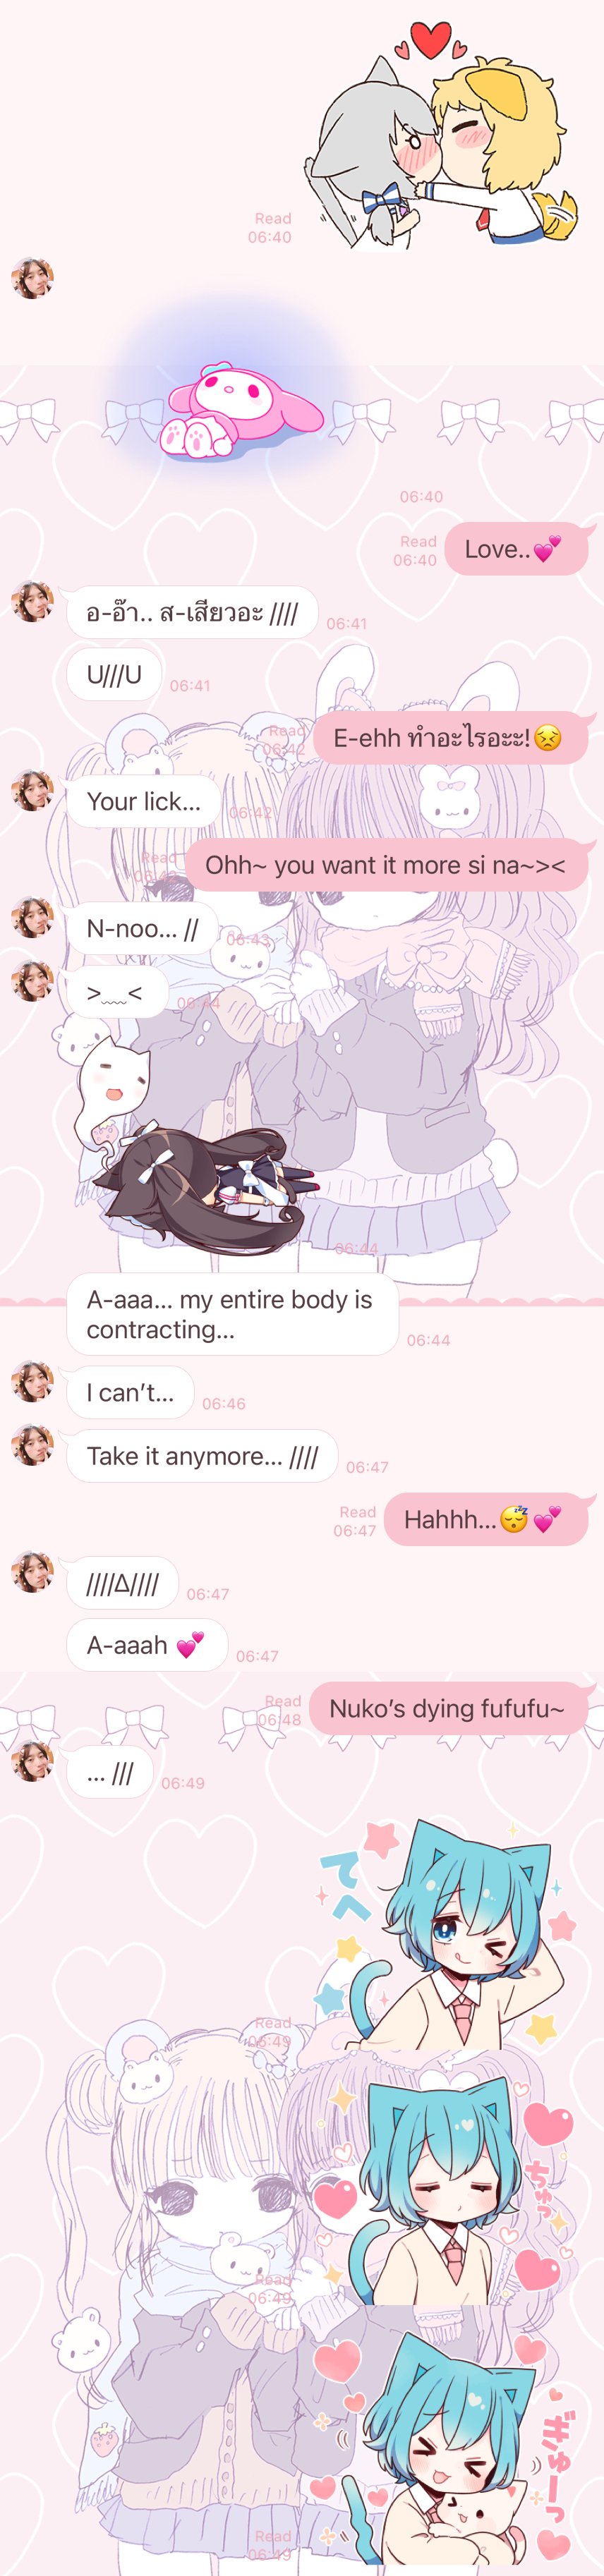 Read
06:40
06:40
Love..💕
Read
06:40
อ-อ๊า.. ส-เสียวอะ ////
06:41
U///U
06:41
E-ehh ทำอะไรอะะ!😣
Read
06:42
Your lick...
06:42
Ohh~ you want it more si na~><
Read
N-noo... //
06:43
>﹏<
06:44
06:44
A-aaa... my entire body is
contracting...
06:44
I can't...
06:46
Take it anymore... ////
06:47
Hahhh...😴💕
Read
06:47
////Δ////
06:47
A-aaah 💕
06:47
Nuko's dying fufufu~
Read
06:48
... ///
06:49
てへ
Read
06:49
ちゅっ
Read
06:49
ぎゅーっ
Read
06:49